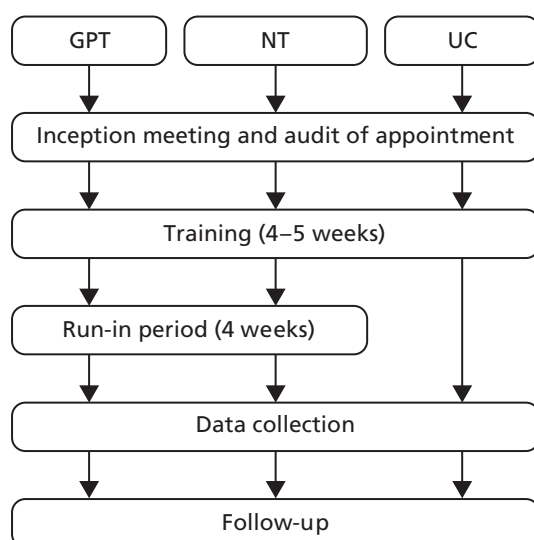 GPT
NT
UC
Inception meeting and audit of appointment
Training (4–5 weeks)
Run-in period (4 weeks)
Data collection
Follow-up